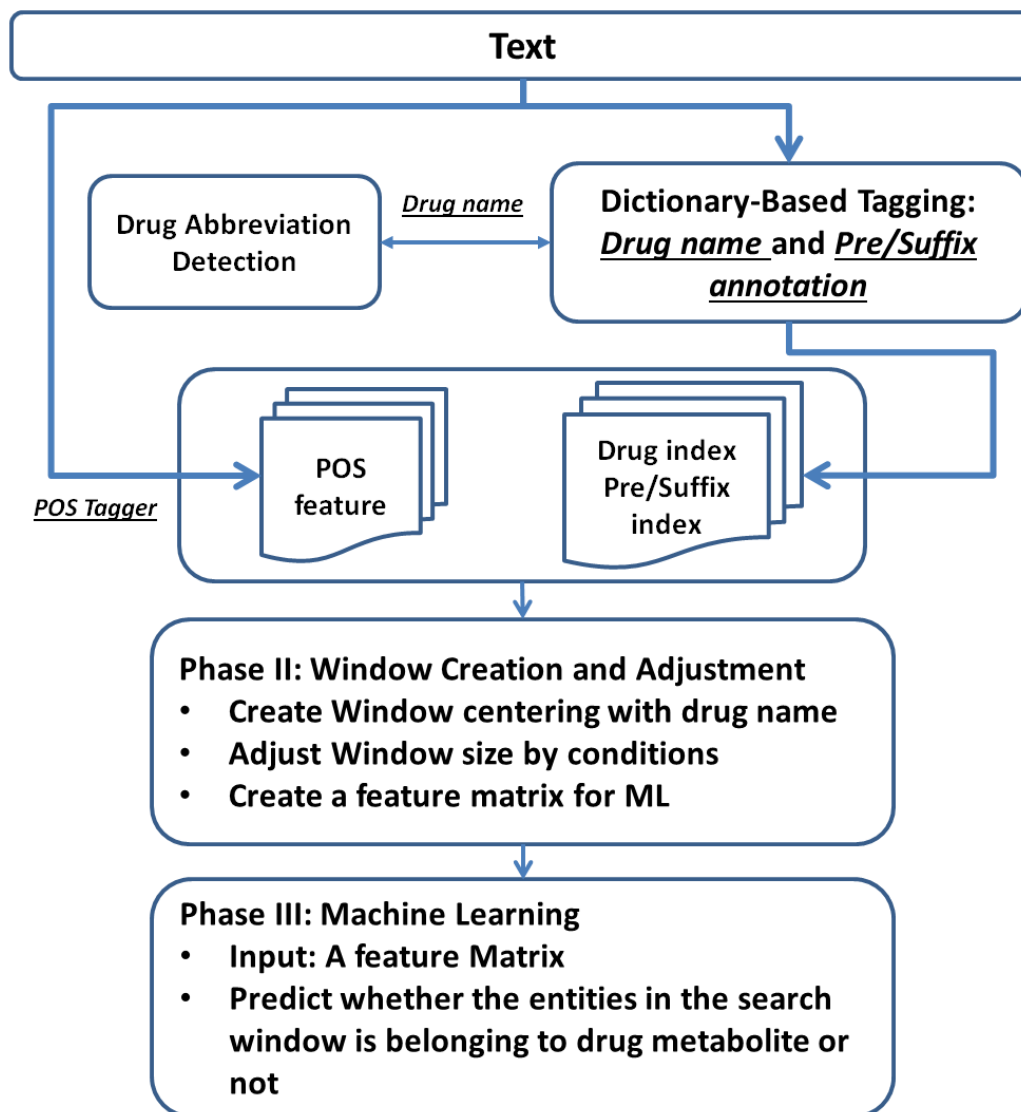 Text
Drug Abbreviation
Detection
Drug name
Dictionary-Based Tagging:
Drug name and Pre/Suffix
annotation
POS
feature
Drug index
Pre/Suffix
index
POS Tagger
Phase II: Window Creation and Adjustment
• Create Window centering with drug name
• Adjust Window size by conditions
• Create a feature matrix for ML
Phase III: Machine Learning
• Input: A feature Matrix
• Predict whether the entities in the search
window is belonging to drug metabolite or
not